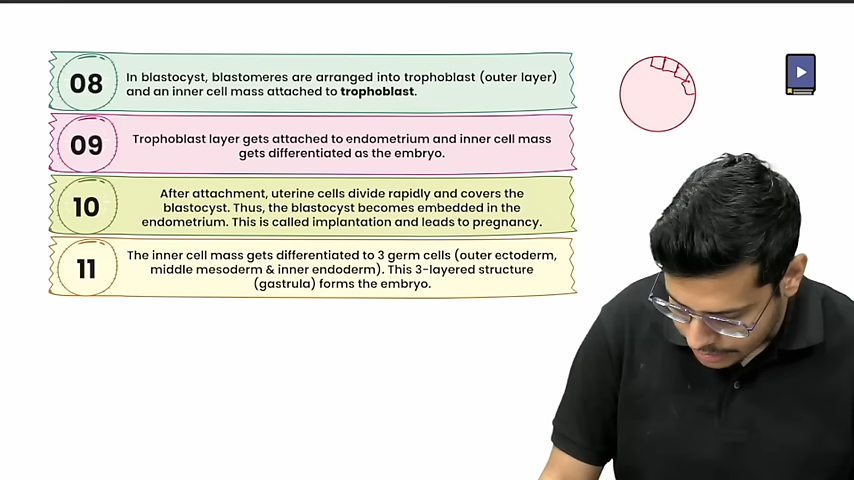 08
In blastocyst, blastomeres are arranged into trophoblast (outer layer)
and an inner cell mass attached to trophoblast.
09
Trophoblast layer gets attached to endometrium and inner cell mass
gets differentiated as the embryo.
10
After attachment, uterine cells divide rapidly and covers the
blastocyst. Thus, the blastocyst becomes embedded in the
endometrium. This is called implantation and leads to pregnancy.
11
The inner cell mass gets differentiated to 3 germ cells (outer ectoderm,
middle mesoderm & inner endoderm). This 3-layered structure
(gastrula) forms the embryo.